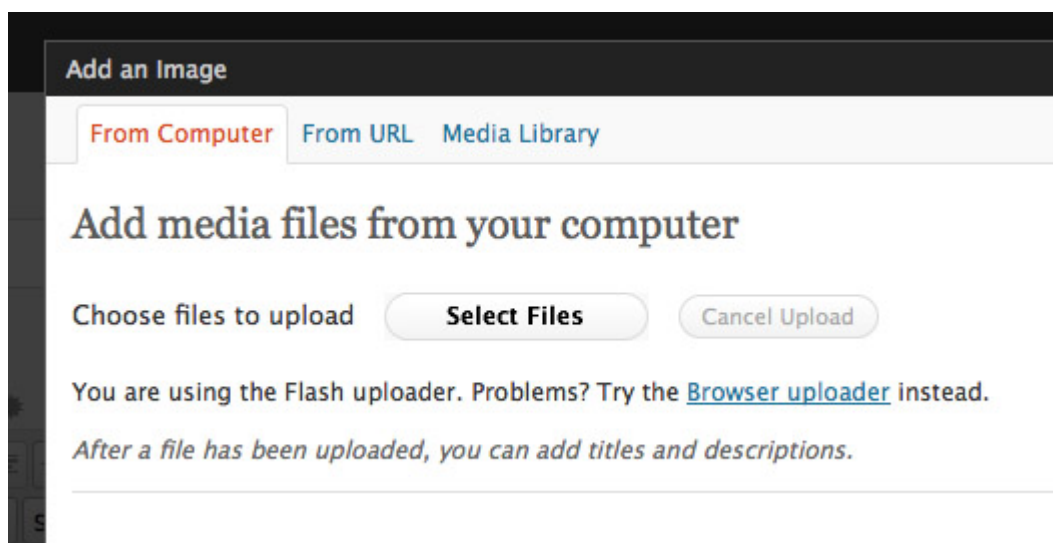 Add an Image
From Computer From URL Media Library
Add media files from your computer
Choose files to upload Select Files Cancel Upload
You are using the Flash uploader. Problems? Try the Browser uploader instead.
After a file has been uploaded, you can add titles and descriptions.